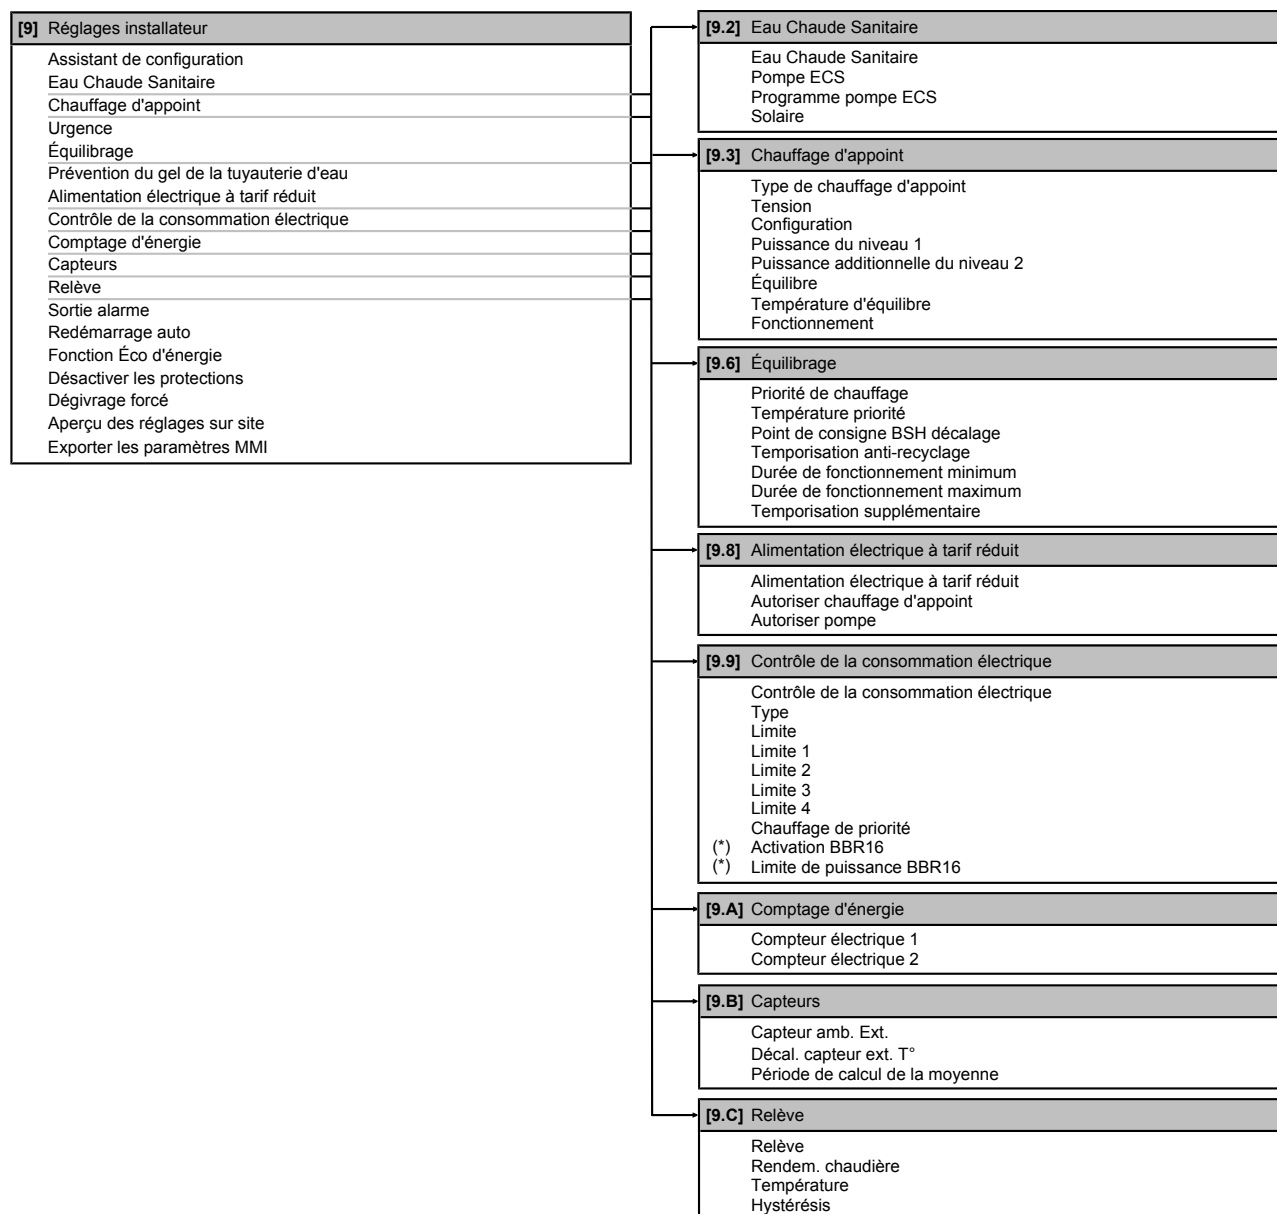 [9] Réglages installateur
Assistant de configuration
Eau Chaude Sanitaire
Chauffage d'appoint
Urgence
Équilibrage
Prévention du gel de la tuyauterie d'eau
Alimentation électrique à tarif réduit
Contrôle de la consommation électrique
Comptage d'énergie
Capteurs
Relève
Sortie alarme
Redémarrage auto
Fonction Éco d'énergie
Désactiver les protections
Dégivrage forcé
Aperçu des réglages sur site
Exporter les paramètres MMI
[9.2] Eau Chaude Sanitaire
Eau Chaude Sanitaire
Pompe ECS
Programme pompe ECS
Solaire
[9.3] Chauffage d'appoint
Type de chauffage d'appoint
Tension
Configuration
Puissance du niveau 1
Puissance additionnelle du niveau 2
Équilibre
Température d'équilibre
Fonctionnement
[9.6] Équilibrage
Priorité de chauffage
Température priorité
Point de consigne BSH décalage
Temporisation anti-recyclage
Durée de fonctionnement minimum
Durée de fonctionnement maximum
Temporisation supplémentaire
[9.8] Alimentation électrique à tarif réduit
Alimentation électrique à tarif réduit
Autoriser chauffage d'appoint
Autoriser pompe
[9.9] Contrôle de la consommation électrique
Contrôle de la consommation électrique
Type
Limite
Limite 1
Limite 2
Limite 3
Limite 4
Chauffage de priorité
(*) Activation BBR16
(*) Limite de puissance BBR16
[9.A] Comptage d'énergie
Compteur électrique 1
Compteur électrique 2
[9.B] Capteurs
Capteur amb. Ext.
Décal. capteur ext. T°
Période de calcul de la moyenne
[9.C] Relève
Relève
Rendem. chaudière
Température
Hystérésis